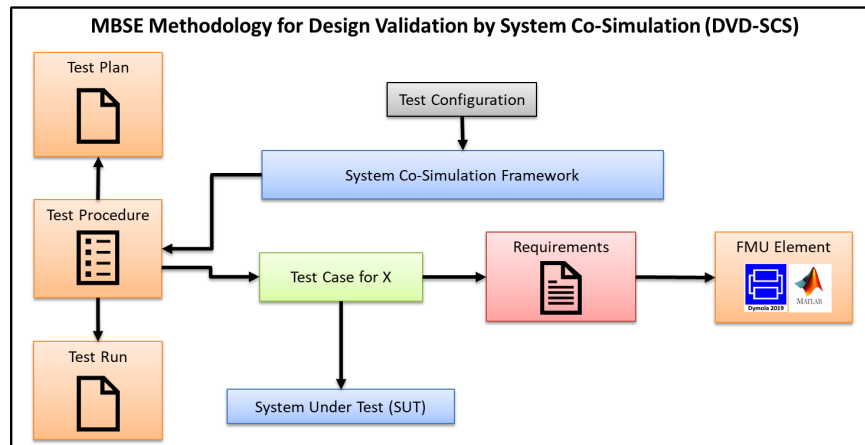 MBSE Methodology for Design Validation by System Co-Simulation (DVD-SCS)
Test Plan
Test Configuration
System Co-Simulation Framework
Test Procedure
Test Case for X
Requirements
FMU Element
Dymola 2019
MATLAB
Test Run
System Under Test (SUT)